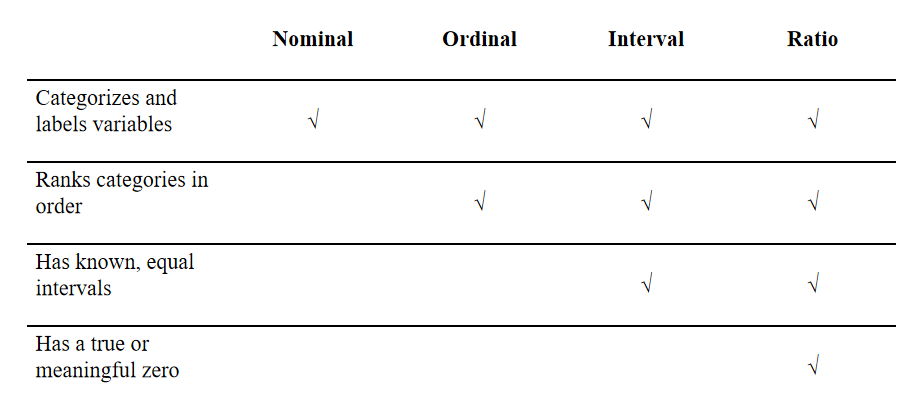 Nominal Ordinal Interval Ratio
Categorizes and
labels variables √ √ √ √
Ranks categories in
order √ √ √
Has known, equal
intervals √ √
Has a true or
meaningful zero √